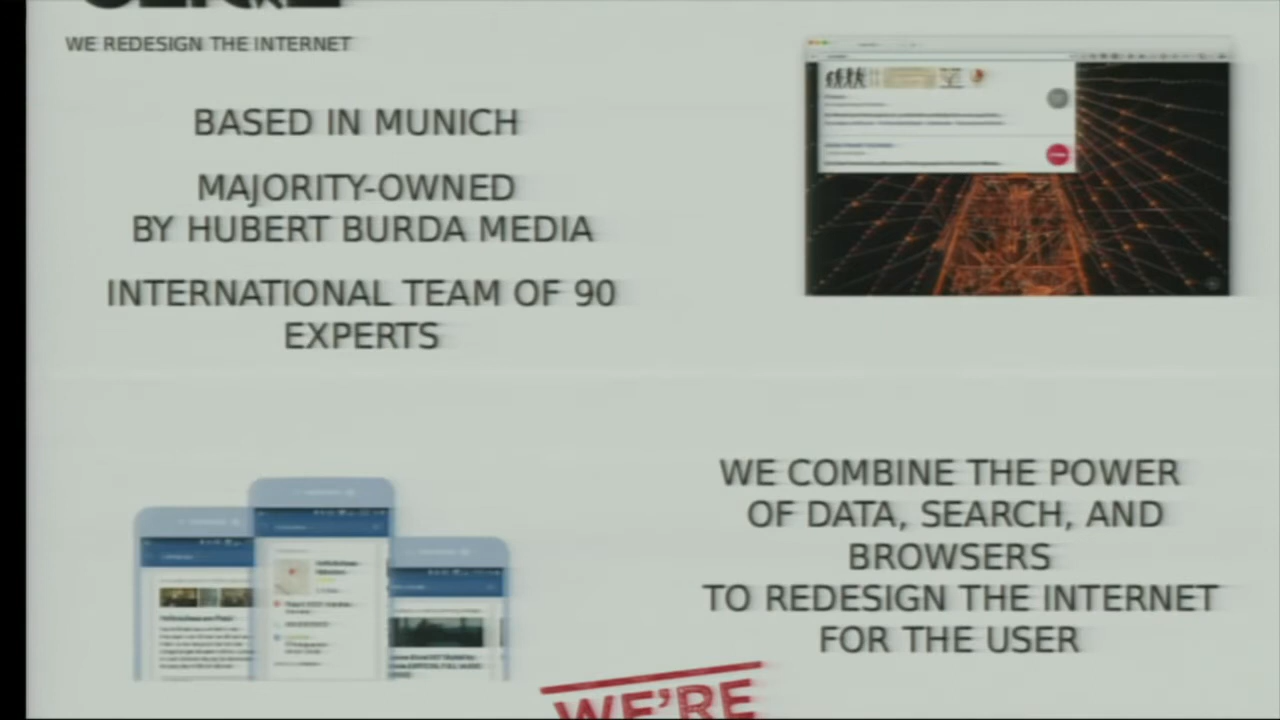 WE REDESIGN THE INTERNET
BASED IN MUNICH
MAJORITY-OWNED
BY HUBERT BURDA MEDIA
INTERNATIONAL TEAM OF 90
EXPERTS
WE COMBINE THE POWER
OF DATA, SEARCH, AND
BROWSERS
TO REDESIGN THE INTERNET
FOR THE USER
WE'RE